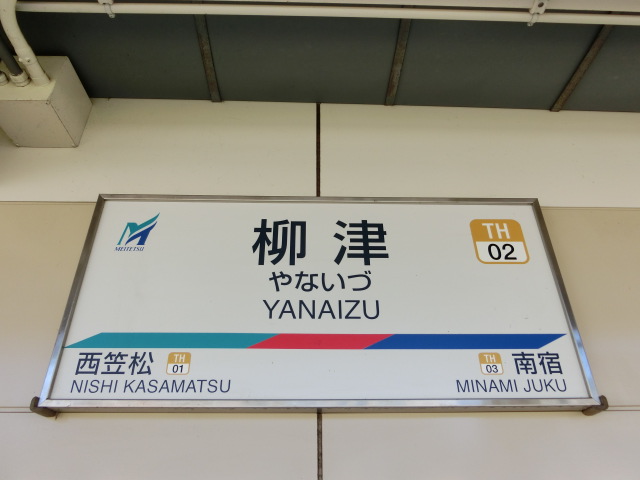 MEITETSU
柳津
やないづ
YANAIZU
TH
02
西笠松 TH 01
NISHI KASAMATSU
TH 03 南宿
MINAMI JUKU